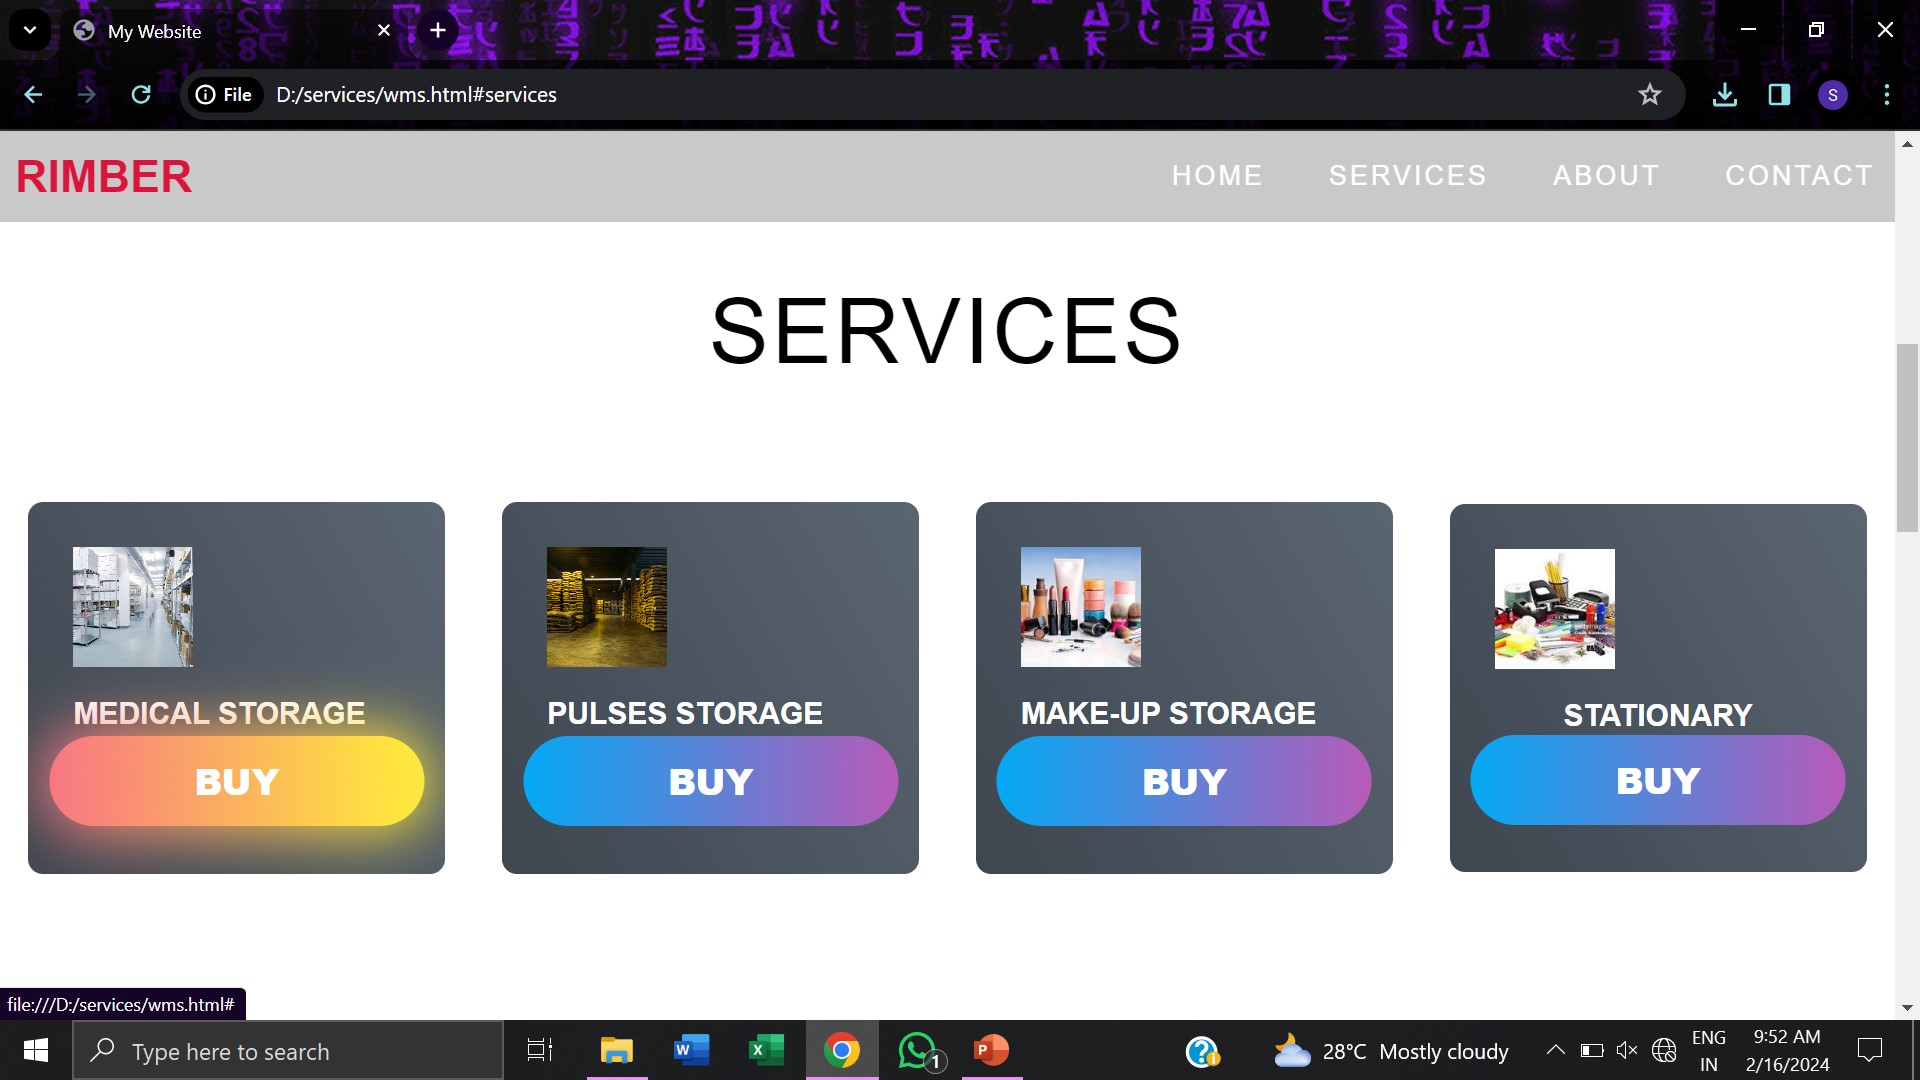 My Website
File
D:/services/wms.html#services
S
RIMBER
HOME
SERVICES
ABOUT
CONTACT
SERVICES
MEDICAL STORAGE
PULSES STORAGE
MAKE-UP STORAGE
STATIONARY
BUY
BUY
BUY
BUY
file:///D:/services/wms.html#
Type here to search
1
28°C Mostly cloudy
ENG
IN
9:52 AM
2/16/2024